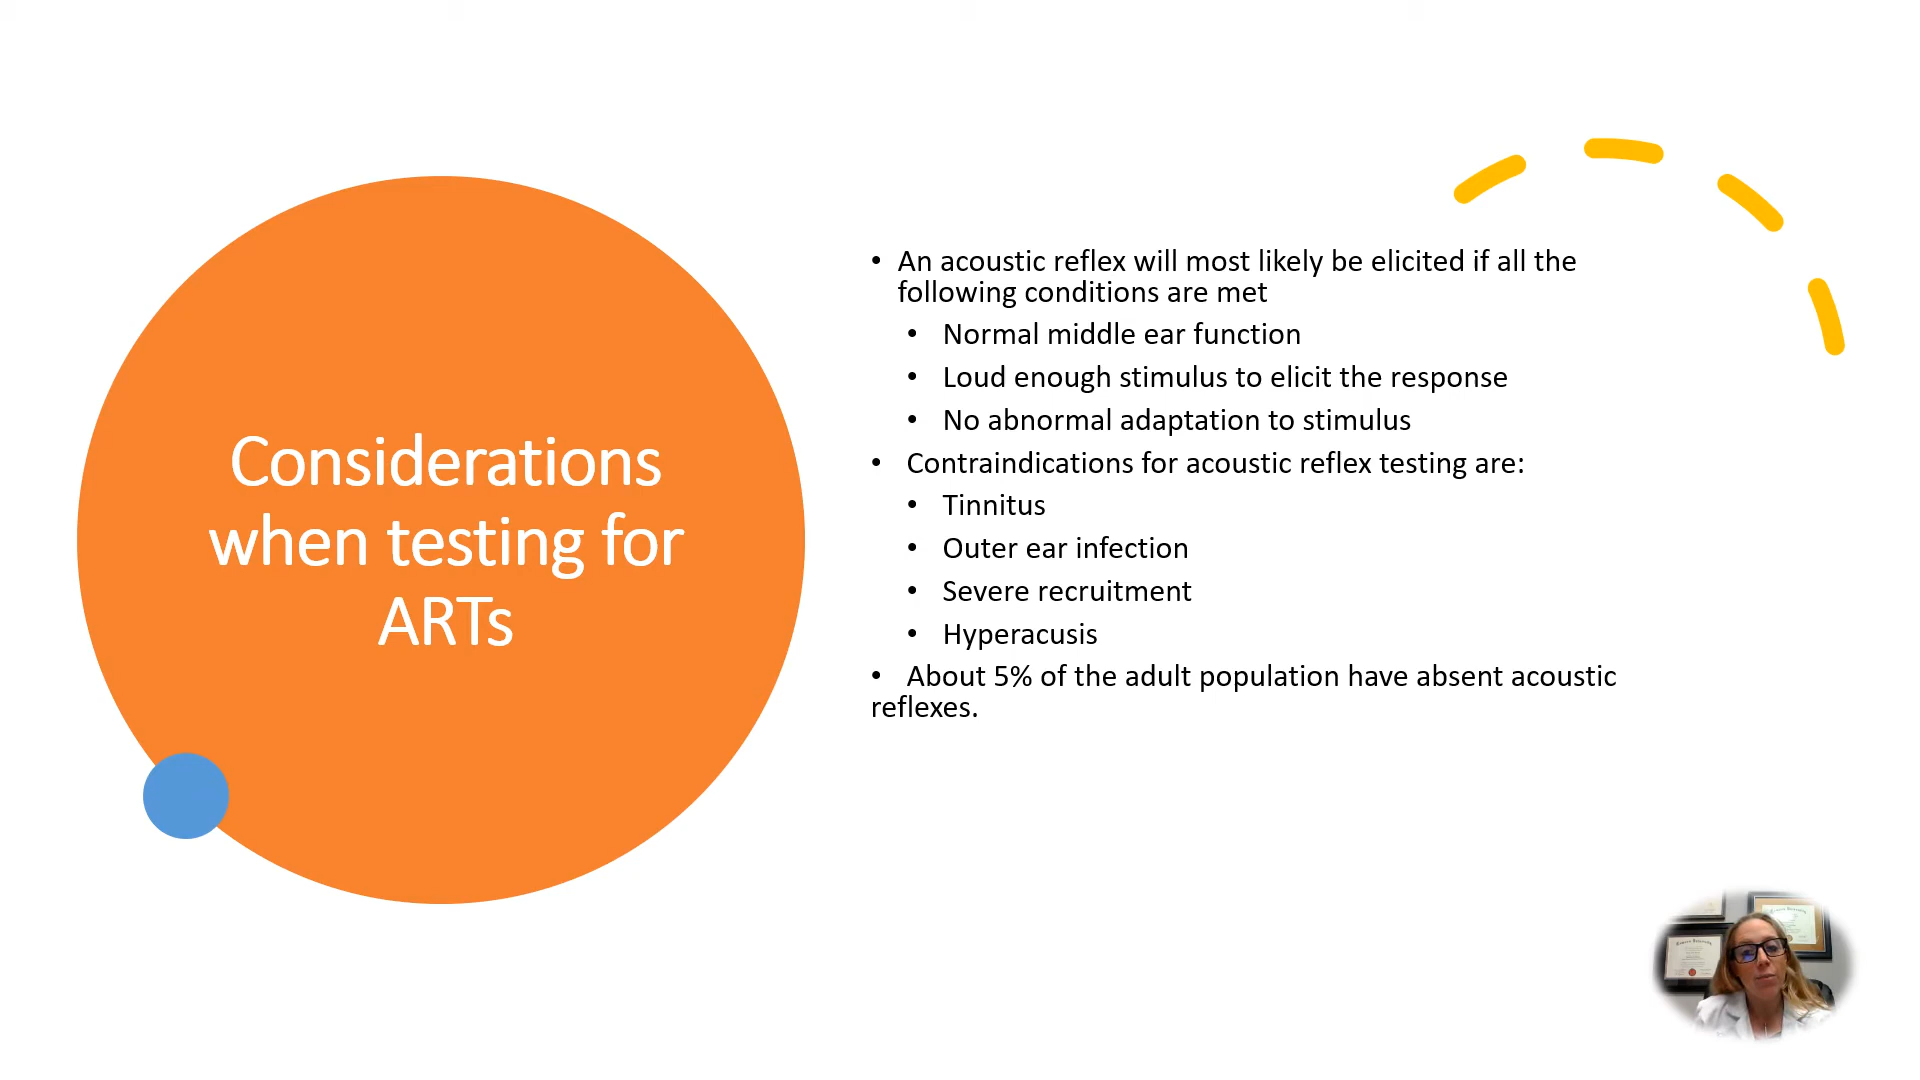 Considerations
when testing for
ARTs
• An acoustic reflex will most likely be elicited if all the
following conditions are met
• Normal middle ear function
• Loud enough stimulus to elicit the response
• No abnormal adaptation to stimulus
• Contraindications for acoustic reflex testing are:
• Tinnitus
• Outer ear infection
• Severe recruitment
• Hyperacusis
• About 5% of the adult population have absent acoustic
reflexes.